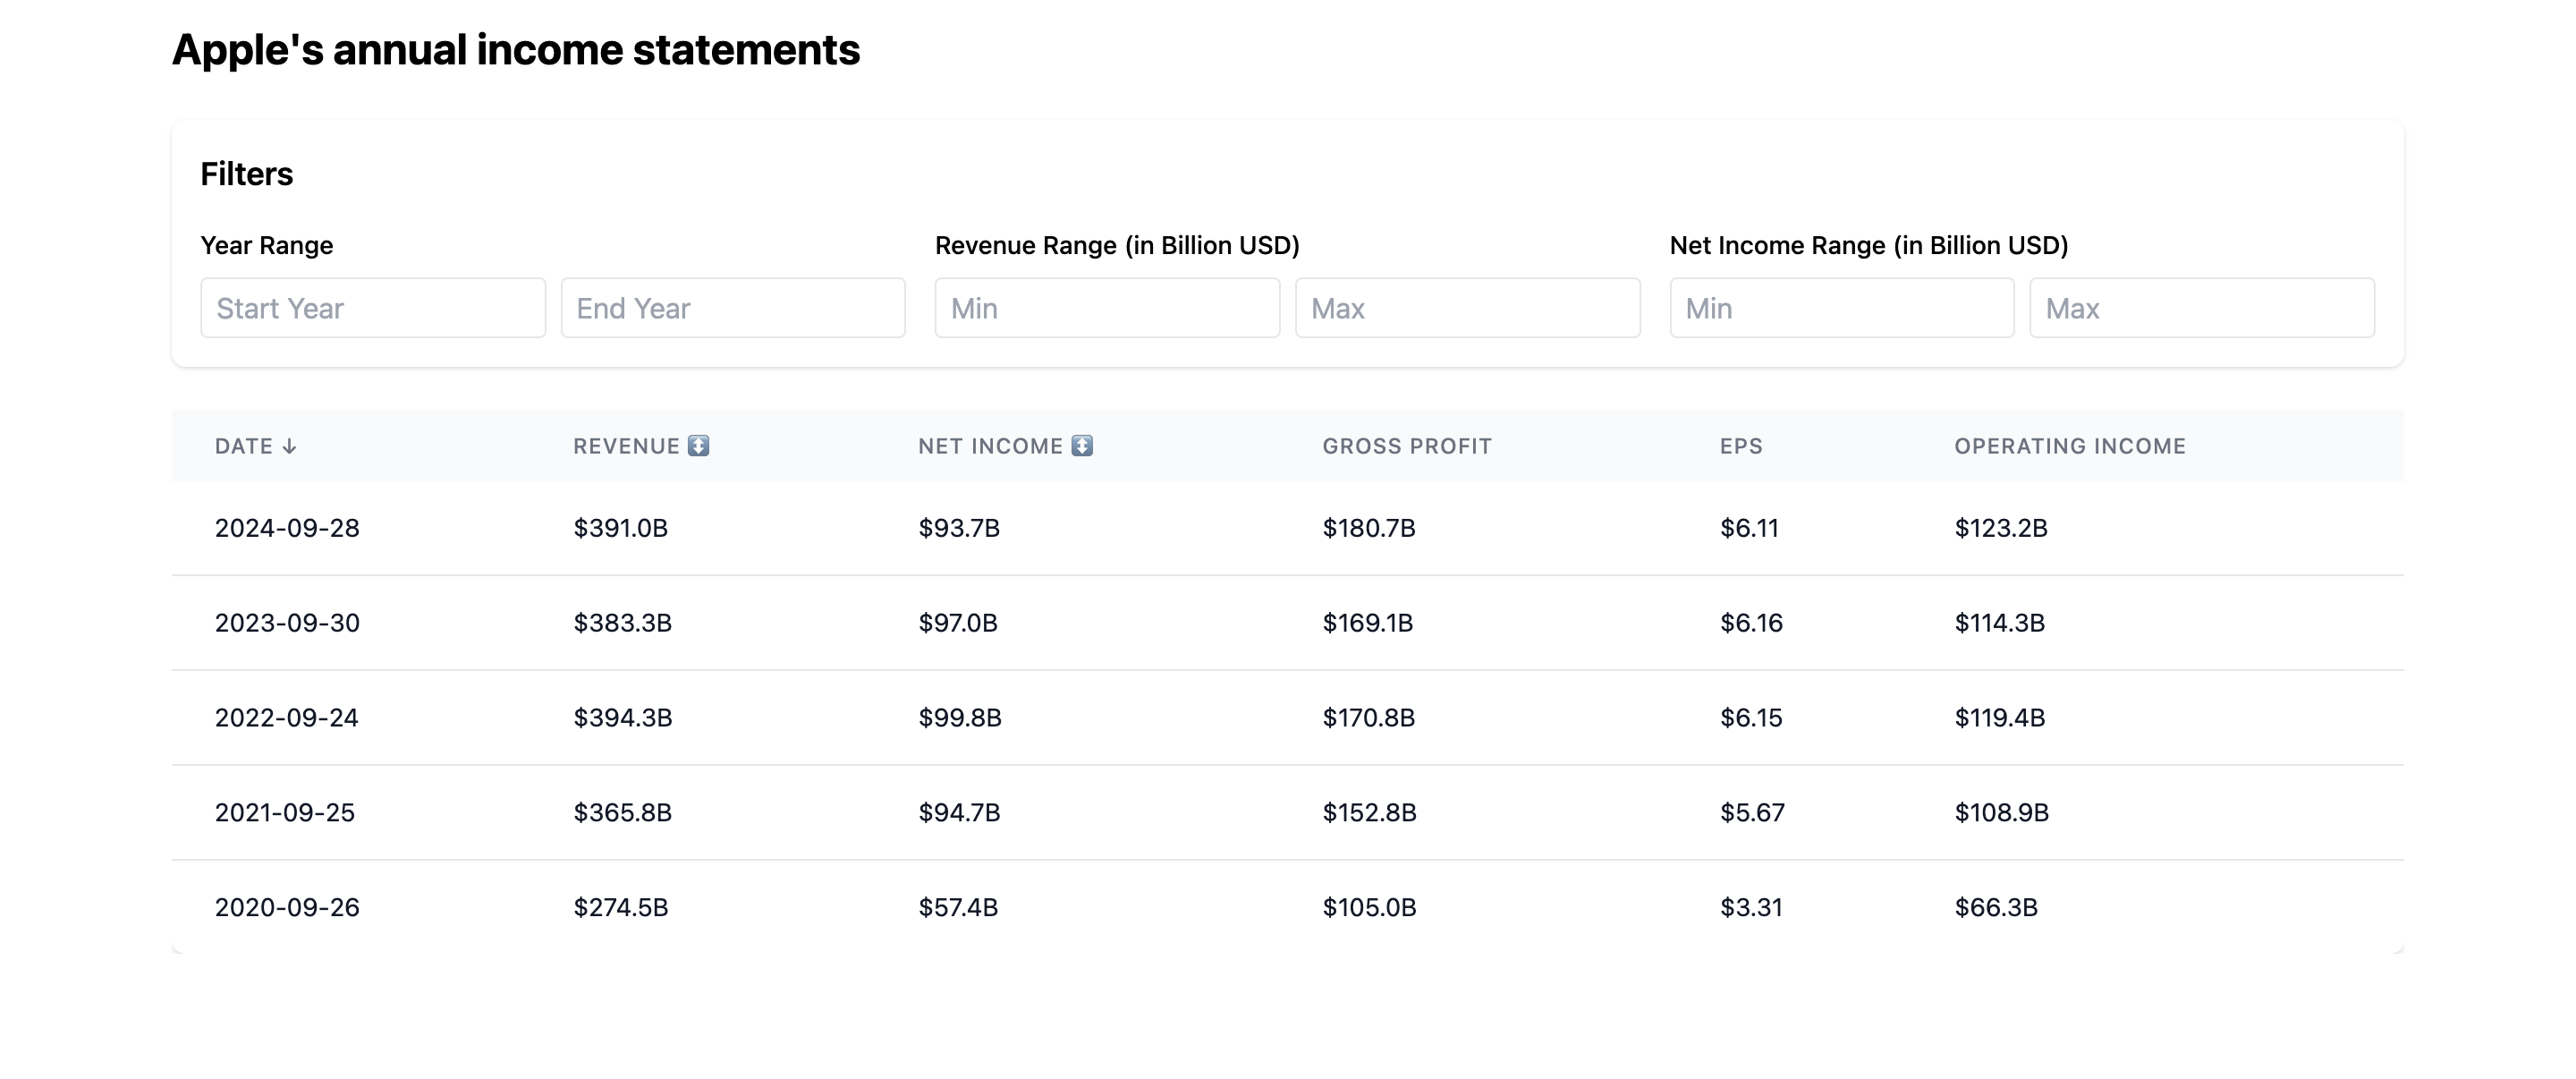 Apple's annual income statements
Filters
Year Range
Start Year End Year
Revenue Range (in Billion USD)
Min Max
Net Income Range (in Billion USD)
Min Max
DATE ↓ REVENUE ↕️ NET INCOME ↕️ GROSS PROFIT EPS OPERATING INCOME
2024-09-28 $391.0B $93.7B $180.7B $6.11 $123.2B
2023-09-30 $383.3B $97.0B $169.1B $6.16 $114.3B
2022-09-24 $394.3B $99.8B $170.8B $6.15 $119.4B
2021-09-25 $365.8B $94.7B $152.8B $5.67 $108.9B
2020-09-26 $274.5B $57.4B $105.0B $3.31 $66.3B